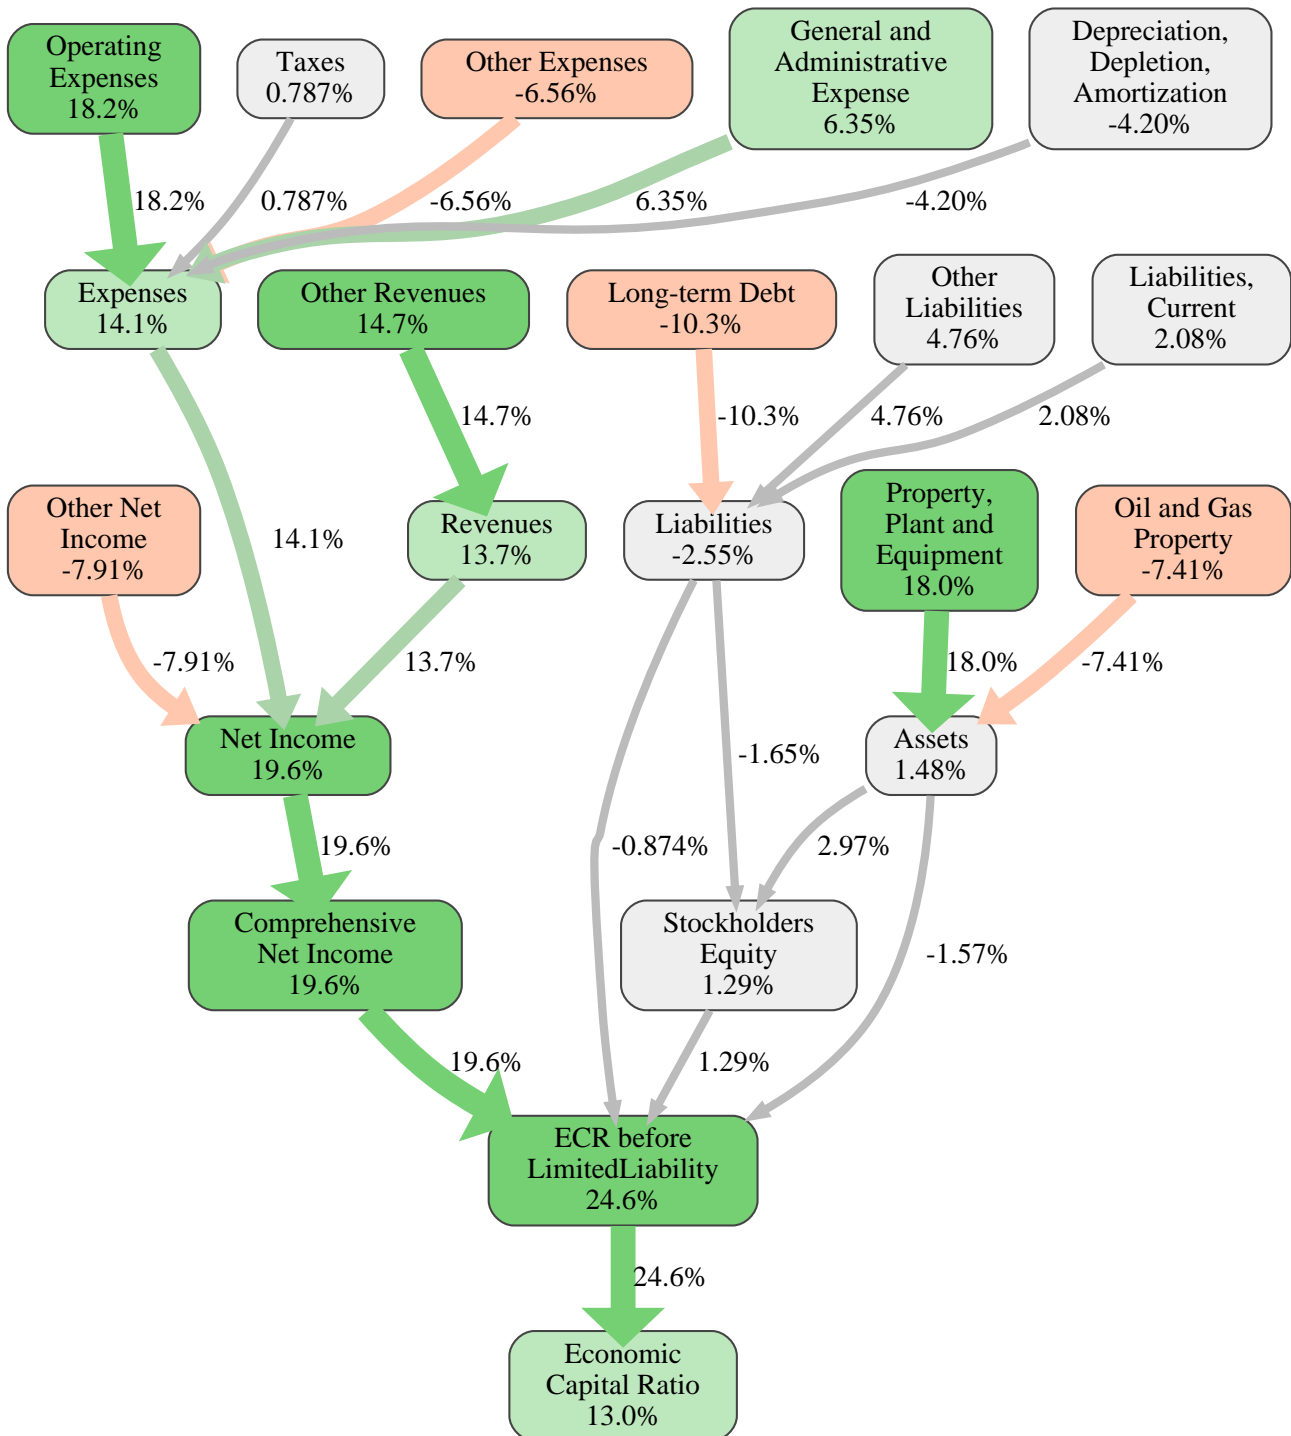 Operating
Expenses
18.2%
Taxes
0.787%
Other Expenses
-6.56%
General and
Administrative
Expense
6.35%
Depreciation,
Depletion,
Amortization
-4.20%
18.2%
0.787%
-6.56%
6.35%
-4.20%
Expenses
14.1%
Other Revenues
14.7%
Long-term Debt
-10.3%
Other
Liabilities
4.76%
Liabilities,
Current
2.08%
14.7%
-10.3%
4.76%
2.08%
Other Net
Income
-7.91%
14.1%
Revenues
13.7%
Liabilities
-2.55%
Property,
Plant and
Equipment
18.0%
Oil and Gas
Property
-7.41%
-7.91%
13.7%
18.0%
-7.41%
Net Income
19.6%
-1.65%
Assets
1.48%
19.6%
-0.874%
2.97%
Comprehensive
Net Income
19.6%
Stockholders
Equity
1.29%
-1.57%
19.6%
1.29%
ECR before
LimitedLiability
24.6%
24.6%
Economic
Capital Ratio
13.0%